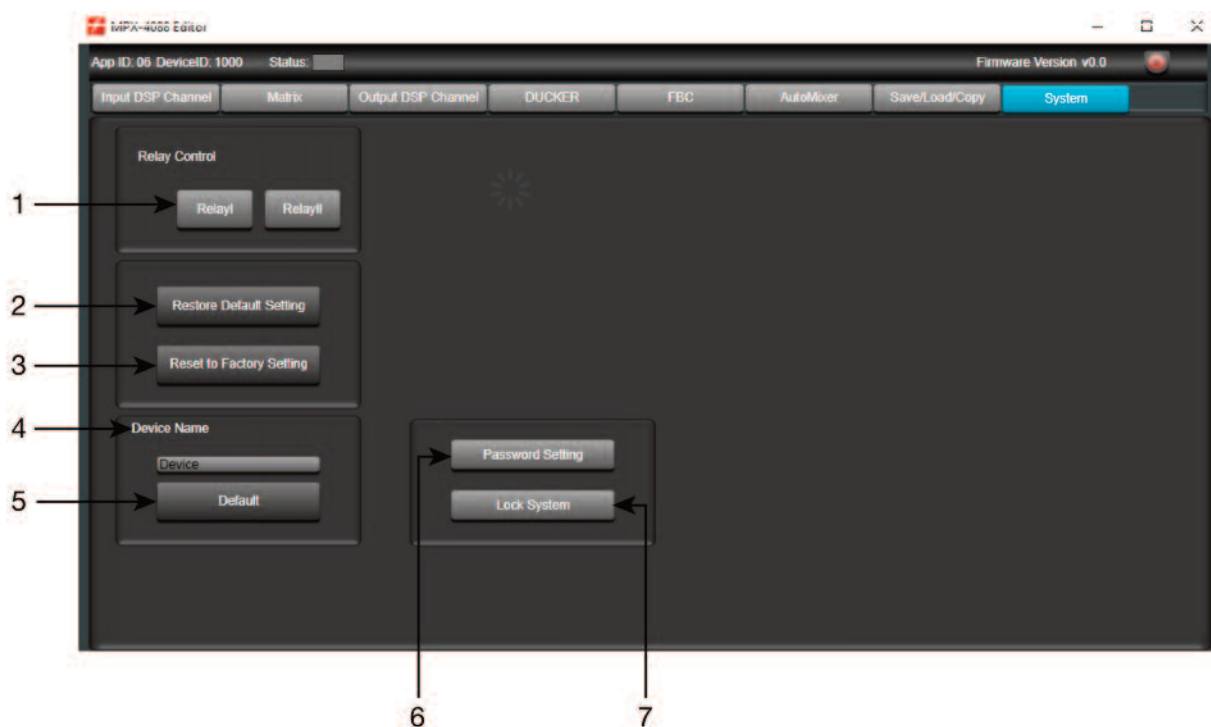 MPX-4088 Editor
App ID: 06 DeviceID: 1000 Status: Firmware Version v0.0
Input DSP Channel Matrix Output DSP Channel DUCKER FBC AutoMixer Save/Load/Copy System
Relay Control
1 RelayI RelayII
2 Restore Default Setting
3 Reset to Factory Setting
4 Device Name
Device
Password Setting
5 Default
Lock System
6 7